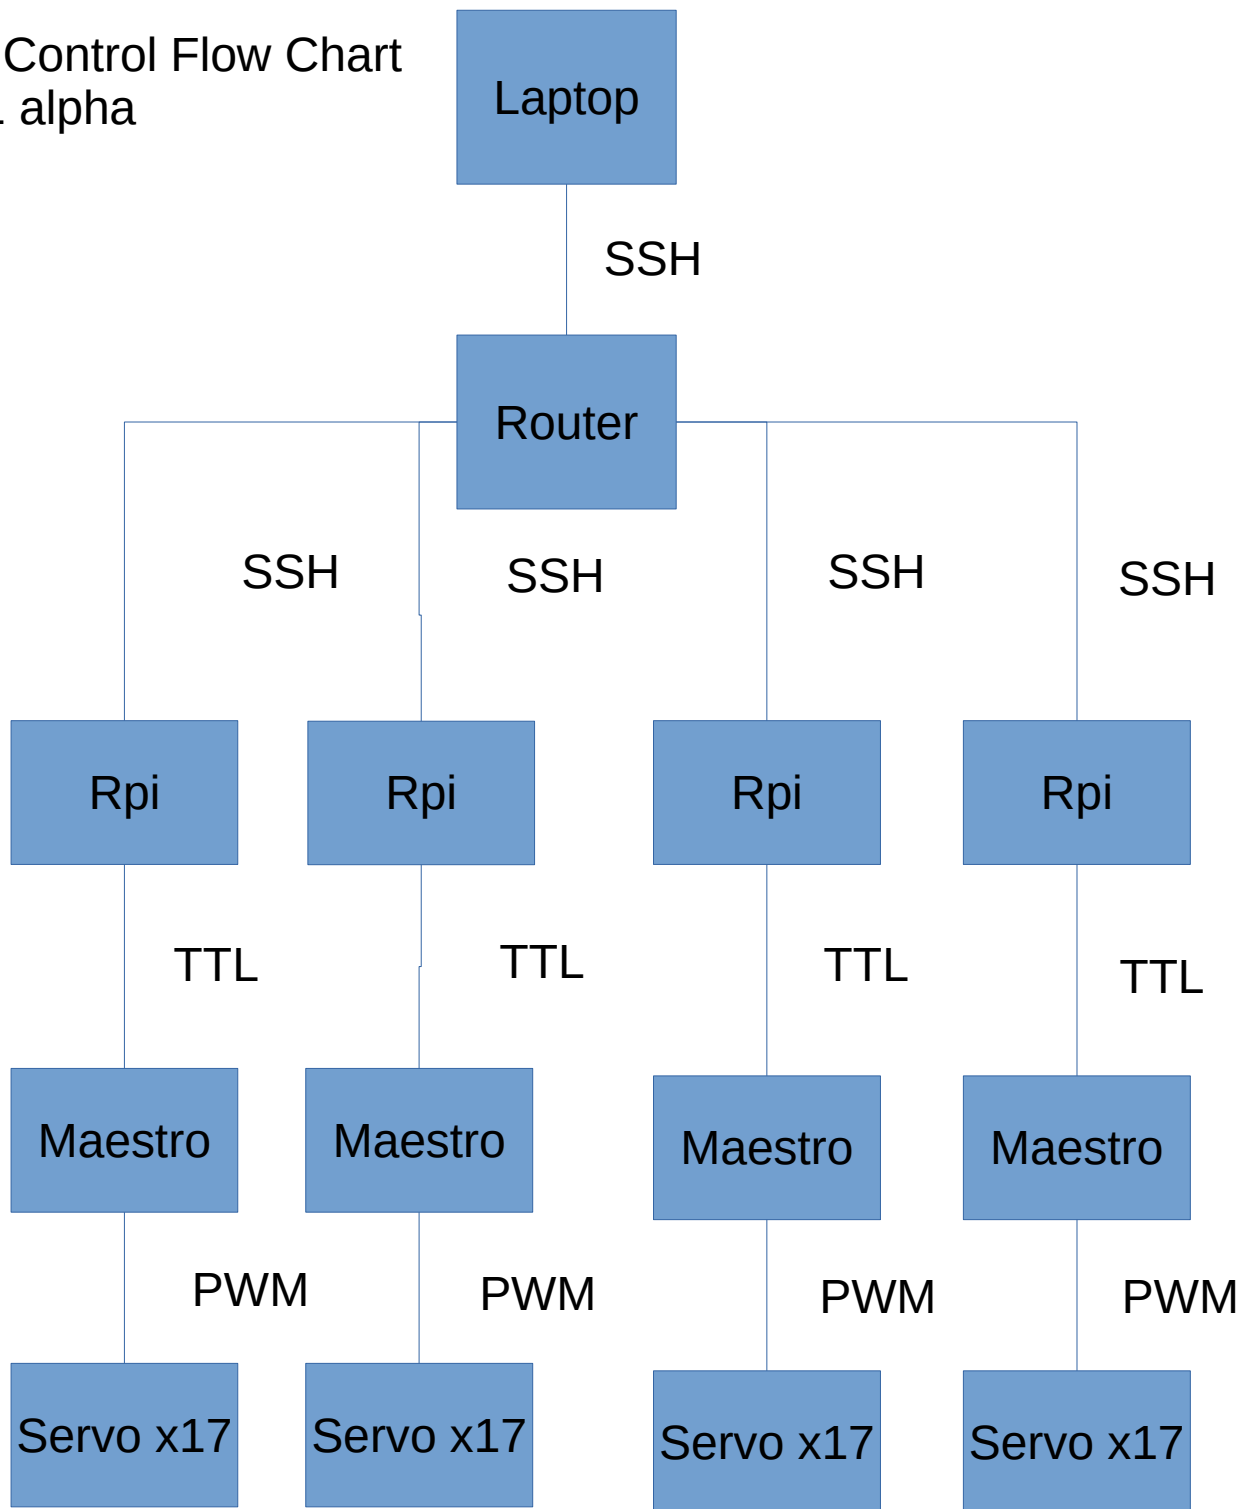 Control Flow Chart
alpha
Laptop
SSH
Router
SSH SSH SSH SSH
Rpi Rpi Rpi Rpi
TTL TTL TTL TTL
Maestro Maestro Maestro Maestro
PWM PWM PWM PWM
Servo x17 Servo x17 Servo x17 Servo x17